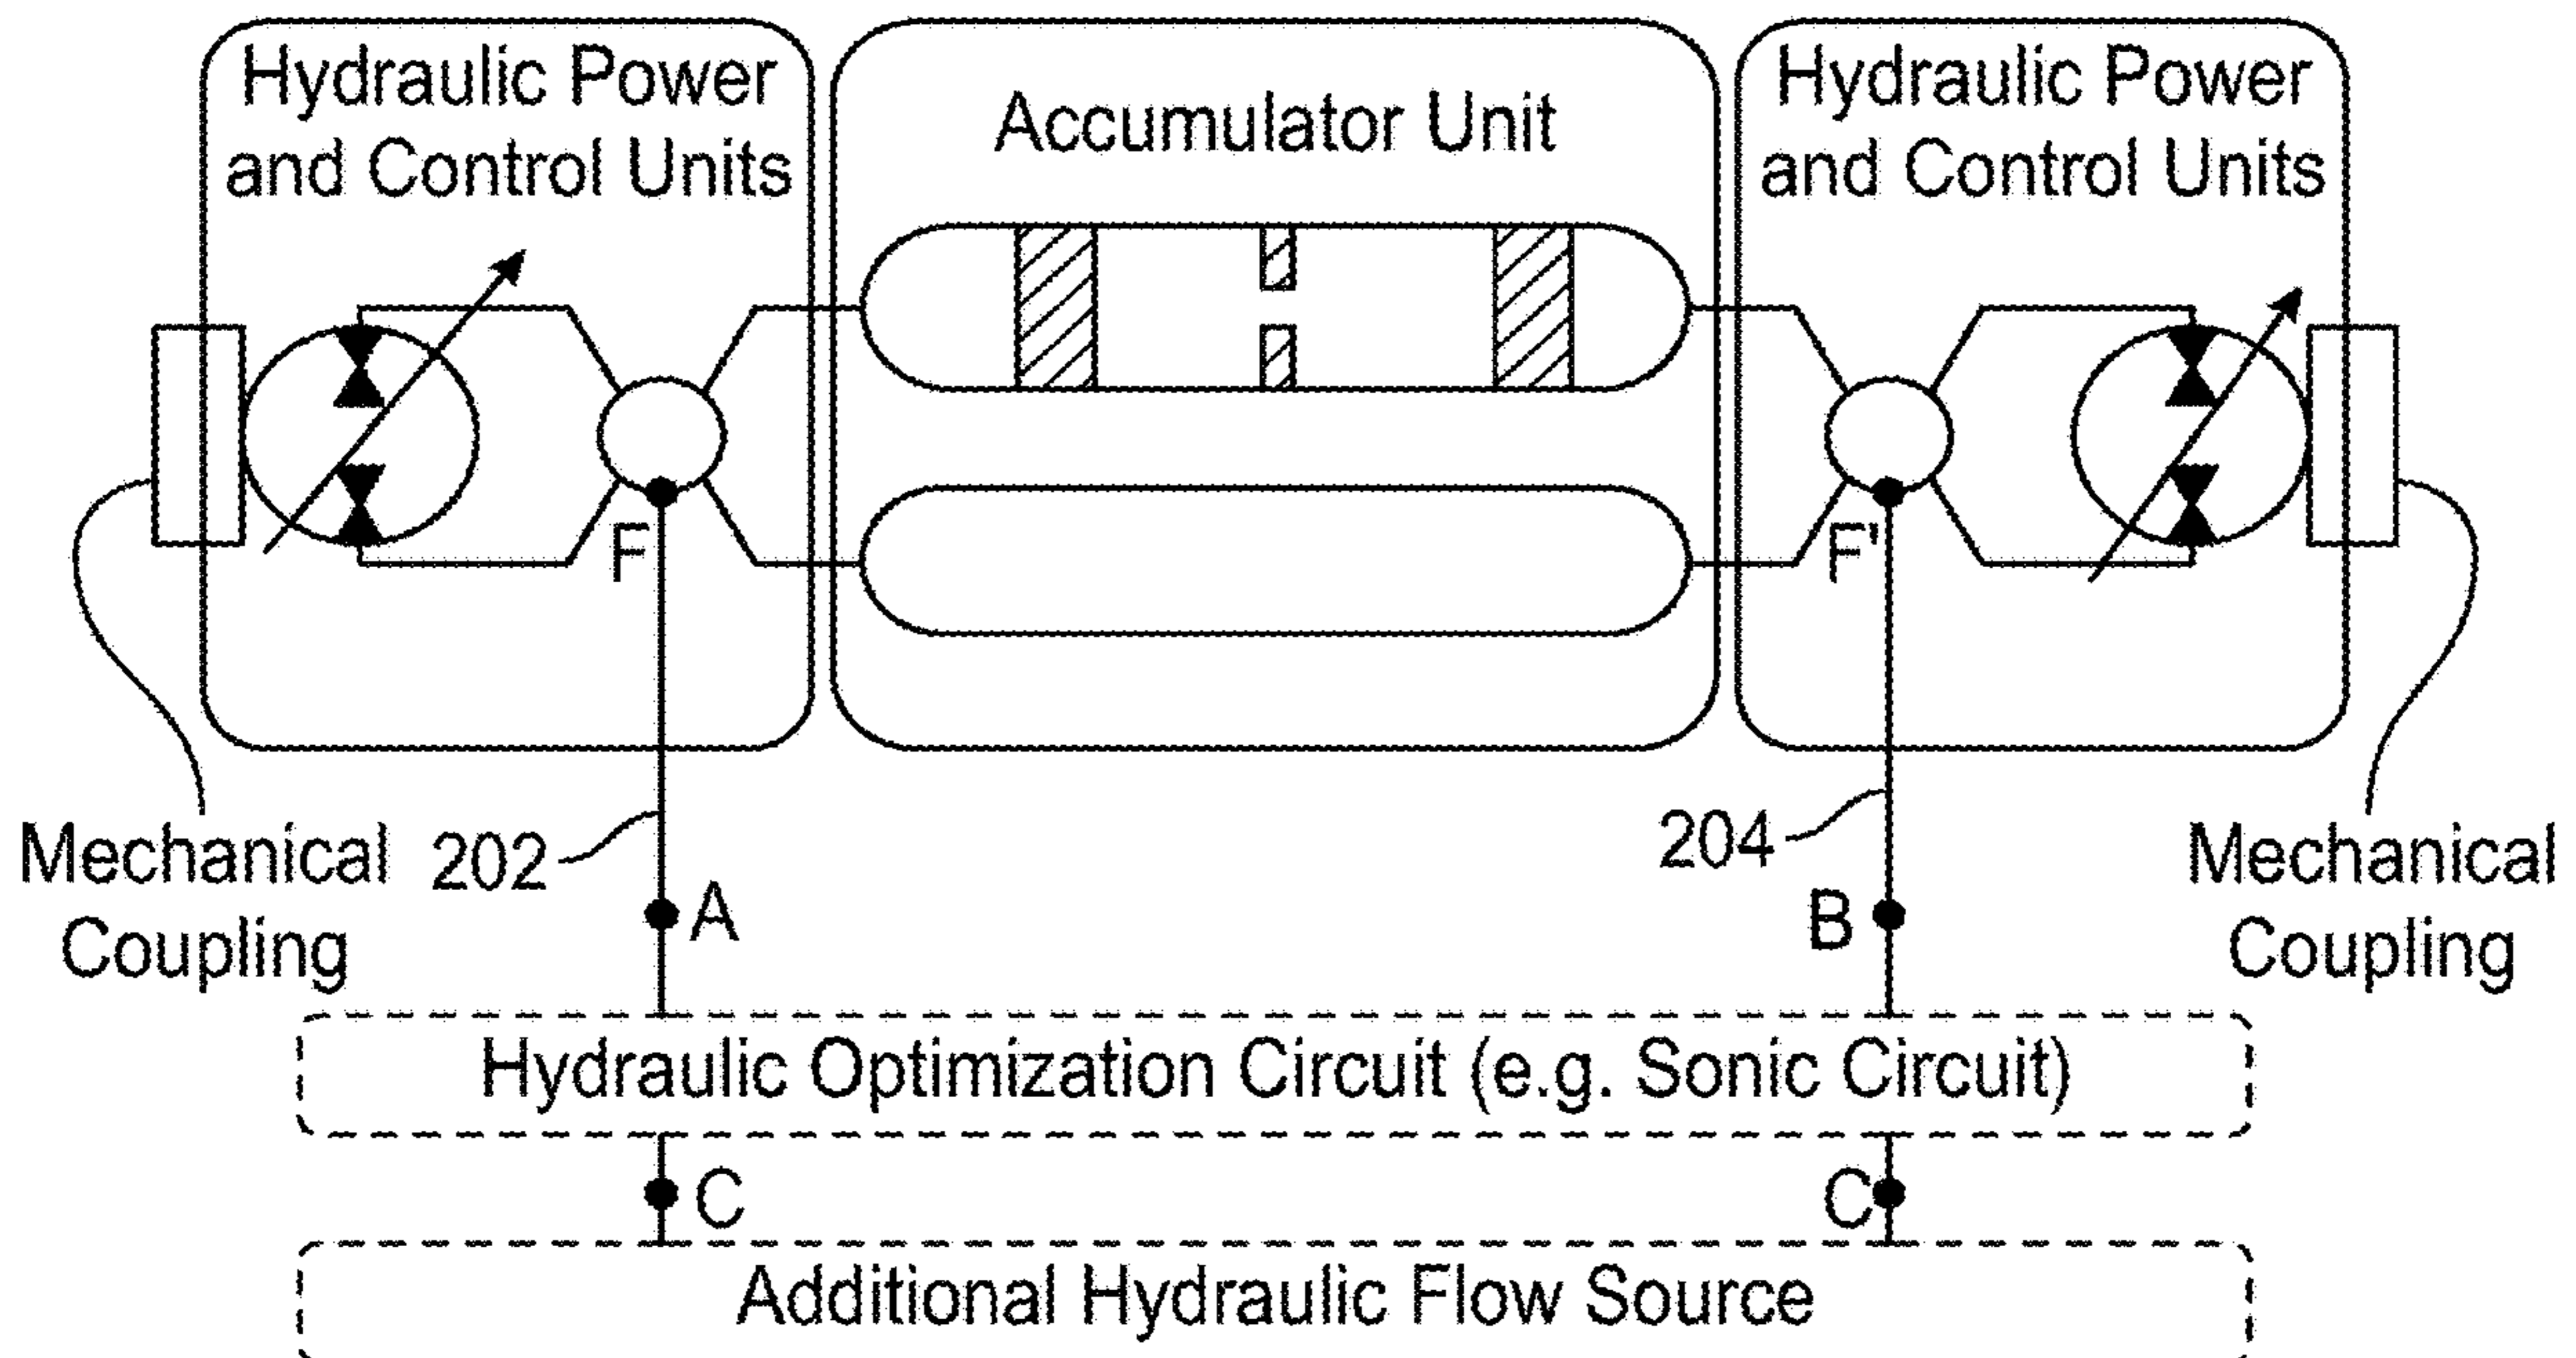 Hydraulic Power
and Control Units
Accumulator Unit
Hydraulic Power
and Control Units
F
F'
Mechanical
Coupling
202
A
204
B
Mechanical
Coupling
Hydraulic Optimization Circuit (e.g. Sonic Circuit)
C
C
Additional Hydraulic Flow Source